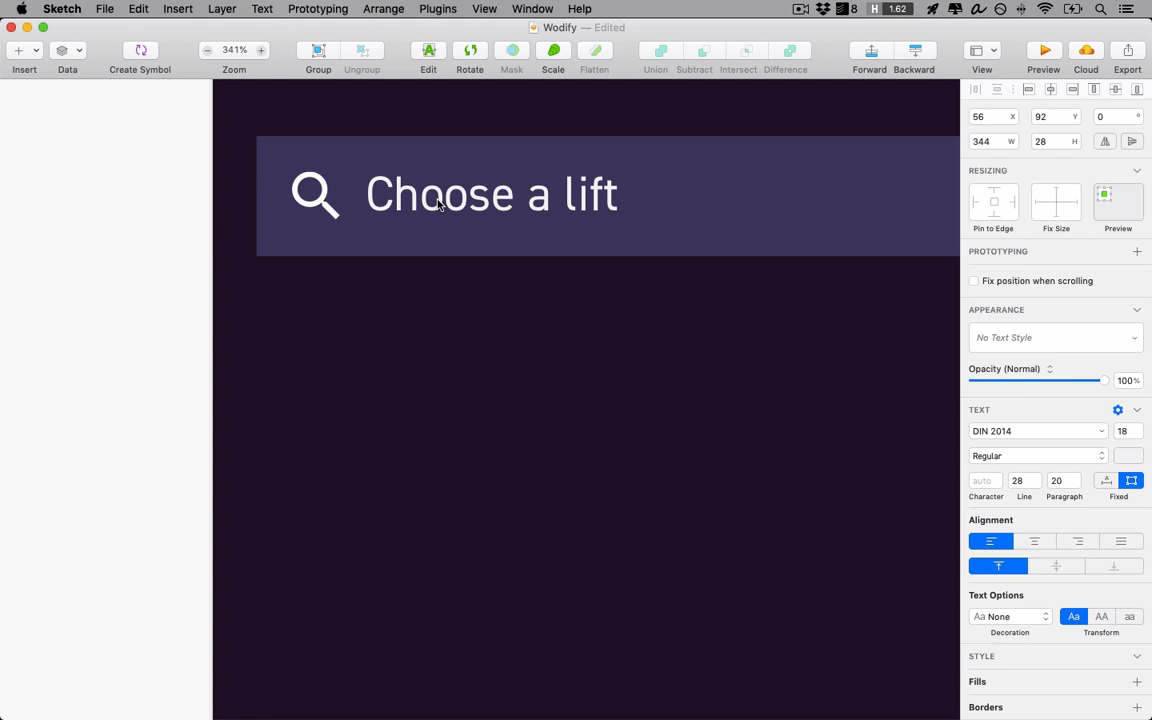 Sketch File Edit Insert Layer Text Prototyping Arrange Plugins View Window Help 8 H 1.62
Wodify — Edited
341%
Insert Data Create Symbol Zoom Group Ungroup Edit Rotate Mask Scale Flatten Union Subtract Intersect Difference Forward Backward View Preview Cloud Export
56 X 92 Y 0 °
344 W 28 H
RESIZING
Pin to Edge Fix Size Preview
PROTOTYPING
Fix position when scrolling
APPEARANCE
No Text Style
Opacity (Normal)
100%
TEXT
DIN 2014 18
Regular
auto 28 20
Character Line Paragraph Fixed
Alignment
Text Options
Aa None Aa AA aa
Decoration Transform
STYLE
Fills
Borders
Choose a lift